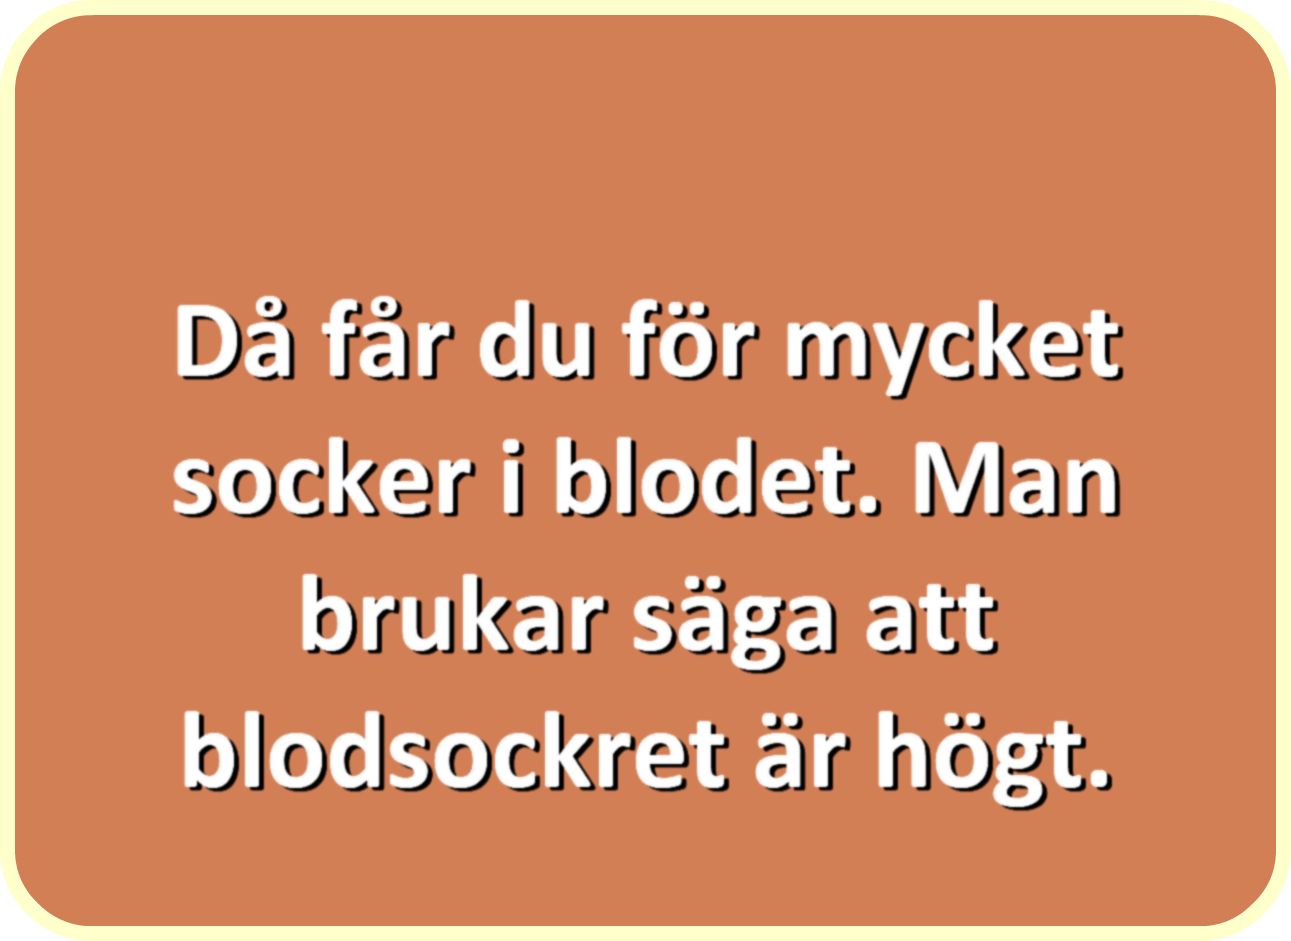 Då får du för mycket
socker i blodet. Man
brukar säga att
blodsockret är högt.